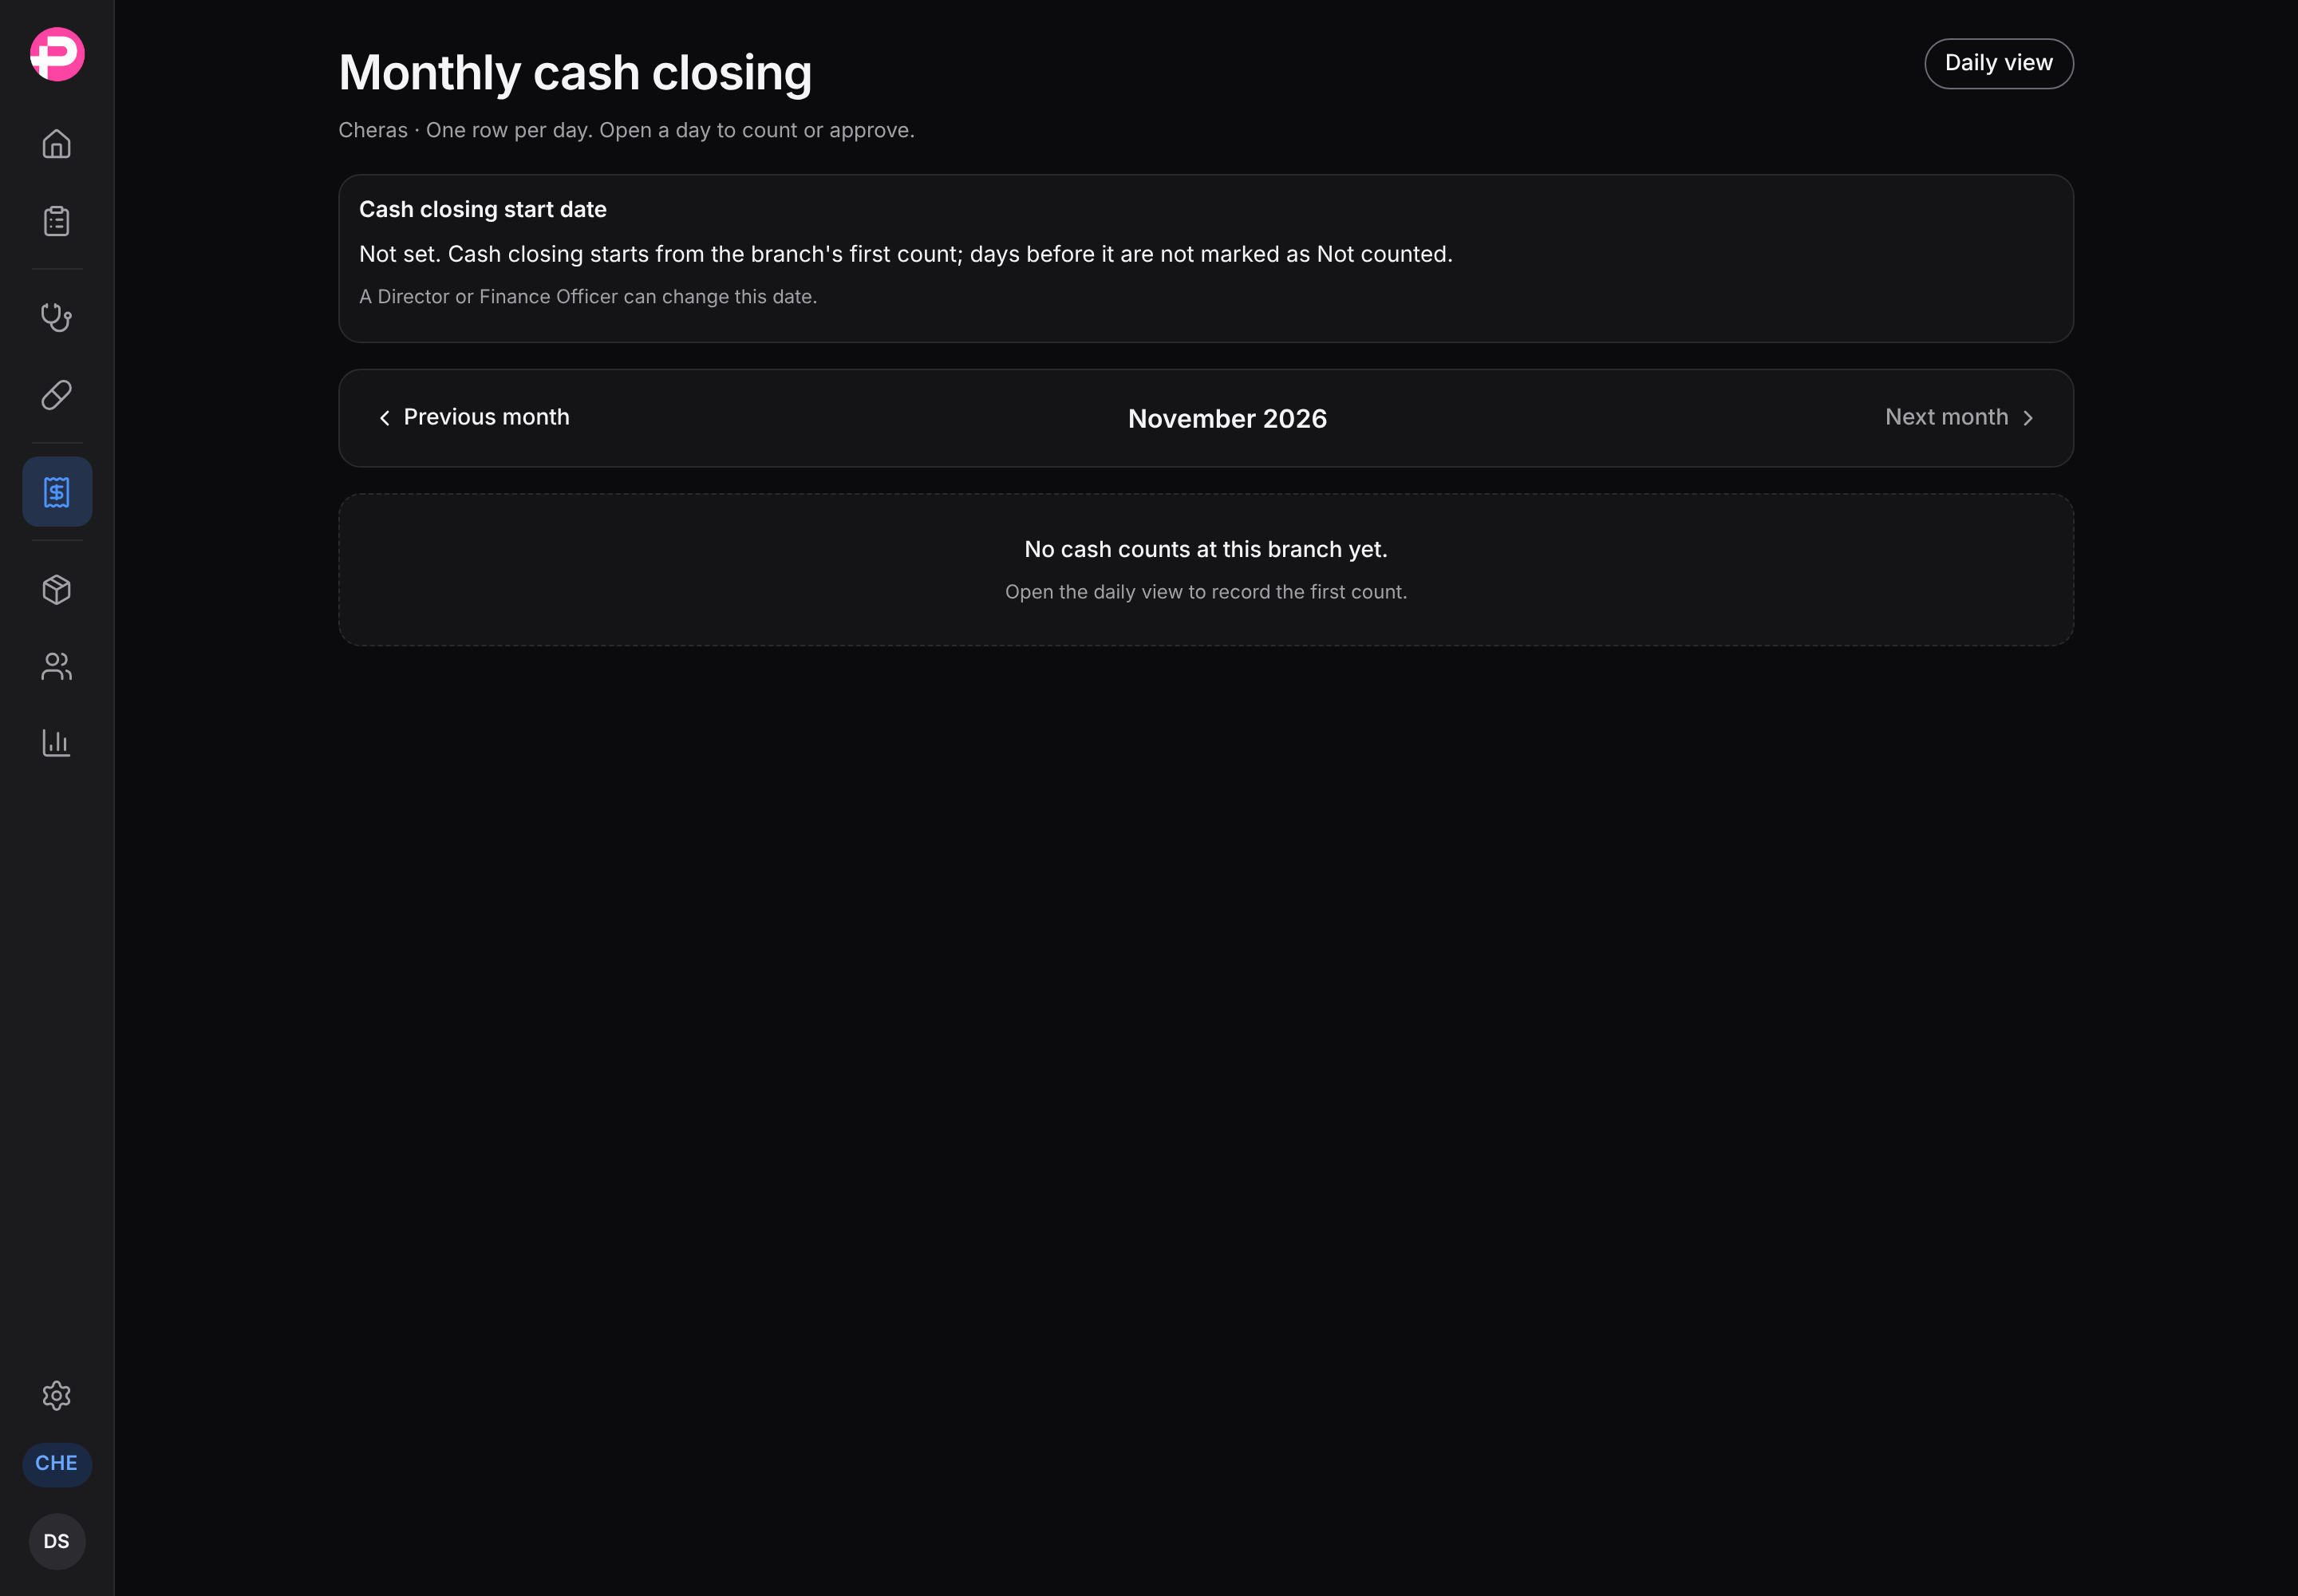 Monthly cash closing
Daily view
Cheras · One row per day. Open a day to count or approve.
Cash closing start date
Not set. Cash closing starts from the branch's first count; days before it are not marked as Not counted.
A Director or Finance Officer can change this date.
Previous month
November 2026
Next month
No cash counts at this branch yet.
Open the daily view to record the first count.
CHE
DS